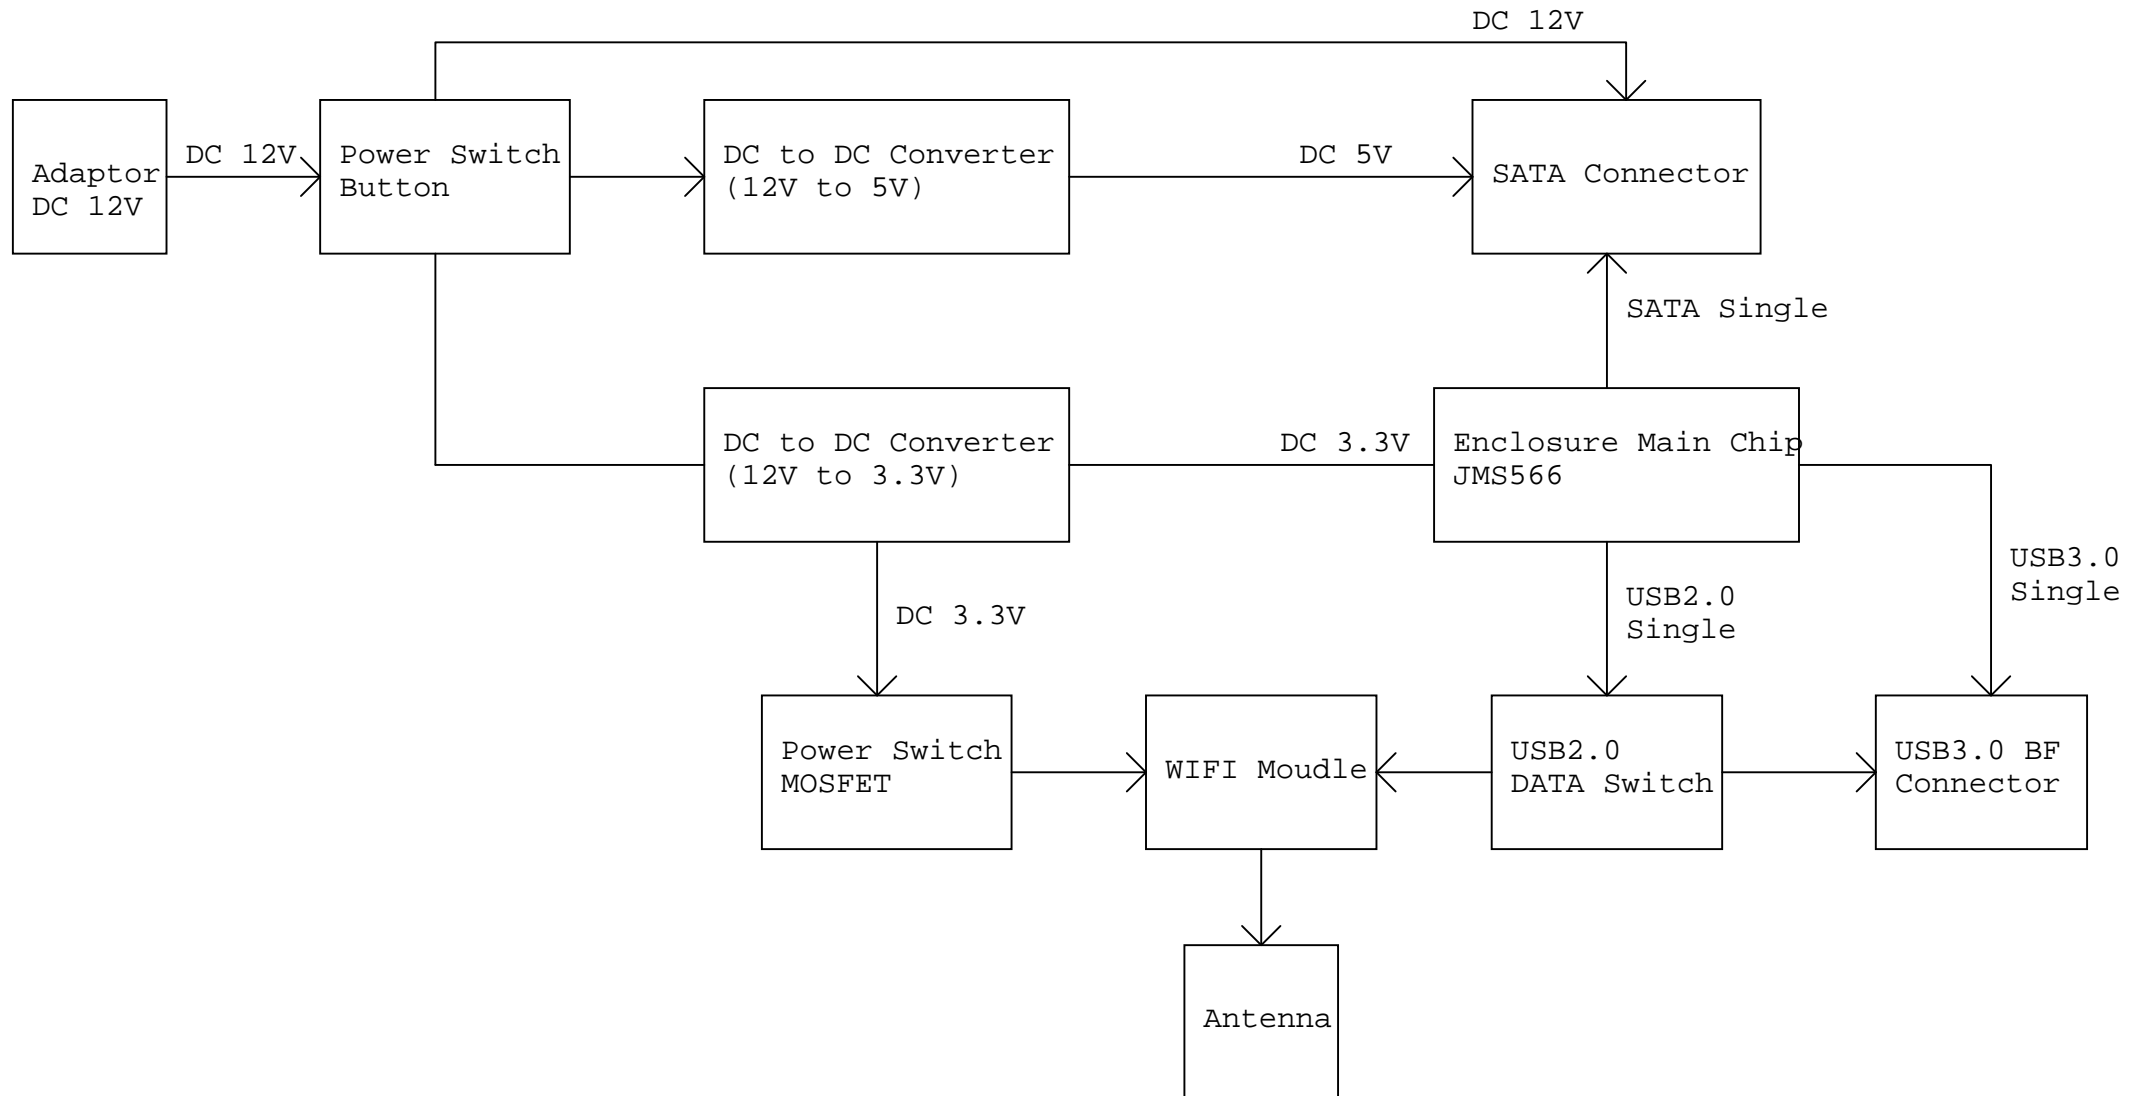 DC 12V
Adaptor
DC 12V
DC 12V
Power Switch
Button
DC to DC Converter
(12V to 5V)
DC 5V
SATA Connector
SATA Single
DC to DC Converter
(12V to 3.3V)
DC 3.3V
Enclosure Main Chip
JMS566
DC 3.3V
USB2.0
Single
USB3.0
Single
Power Switch
MOSFET
WIFI Moudle
USB2.0
DATA Switch
USB3.0 BF
Connector
Antenna